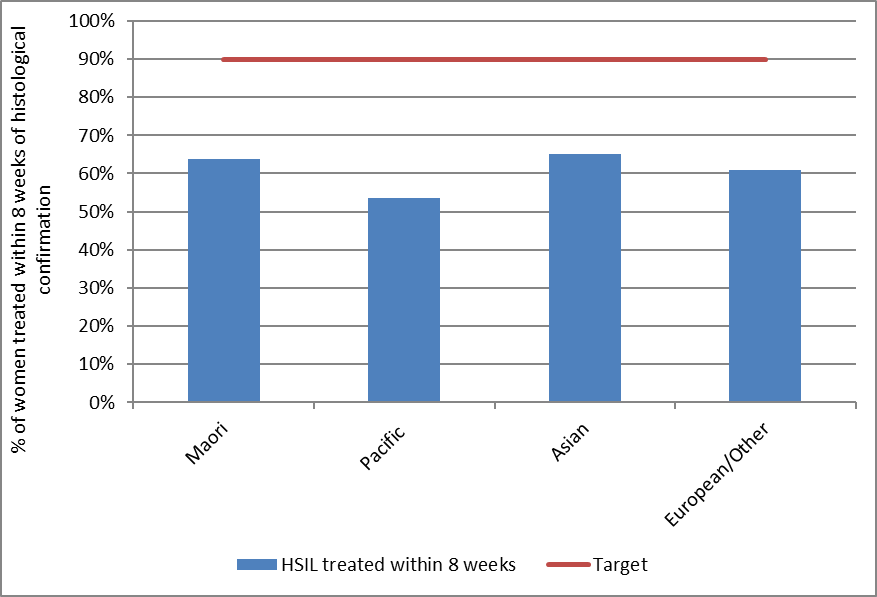 % of women treated within 8 weeks of histological
confirmation
100%
90%
80%
70%
60%
50%
40%
30%
20%
10%
0%
Maori
Pacific
Asian
European/Other
HSIL treated within 8 weeks
Target